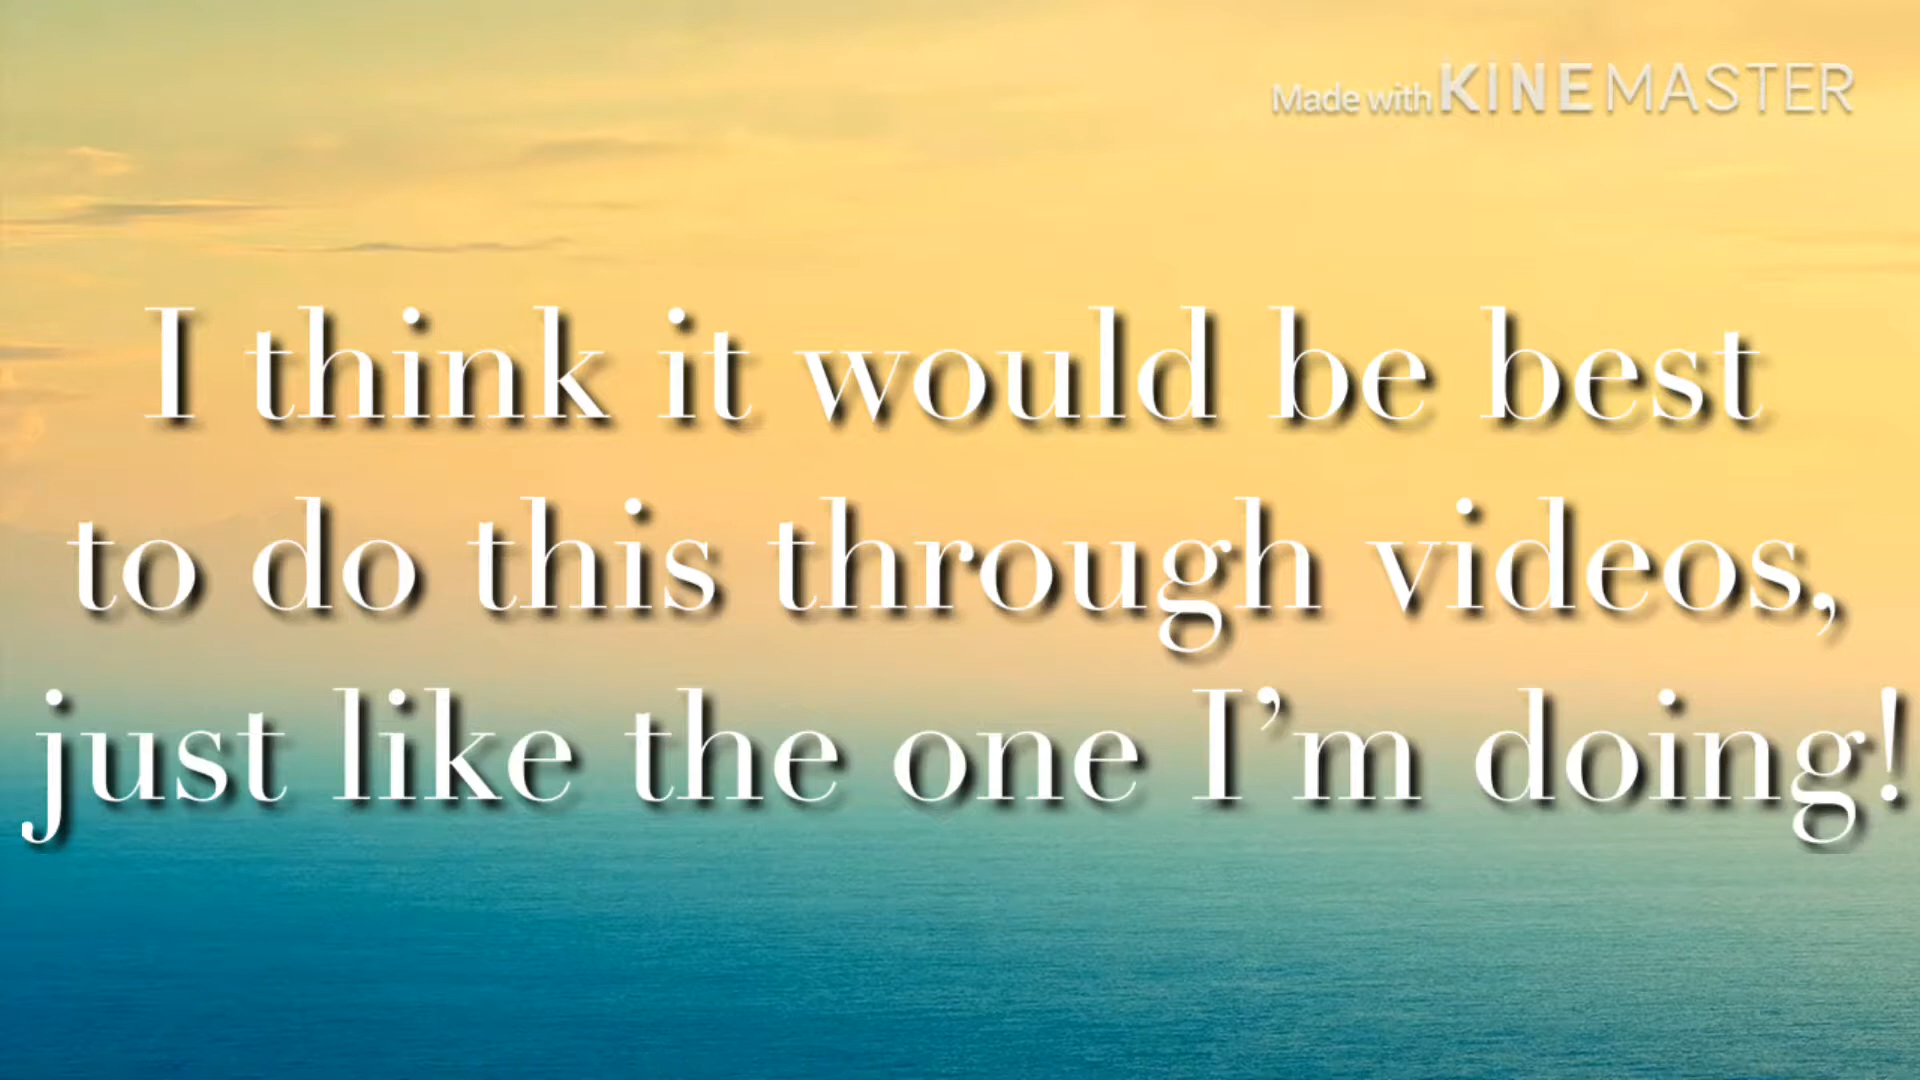 Made with KINEMASTER
I think it would be best
to do this through videos,
just like the one I’m doing!